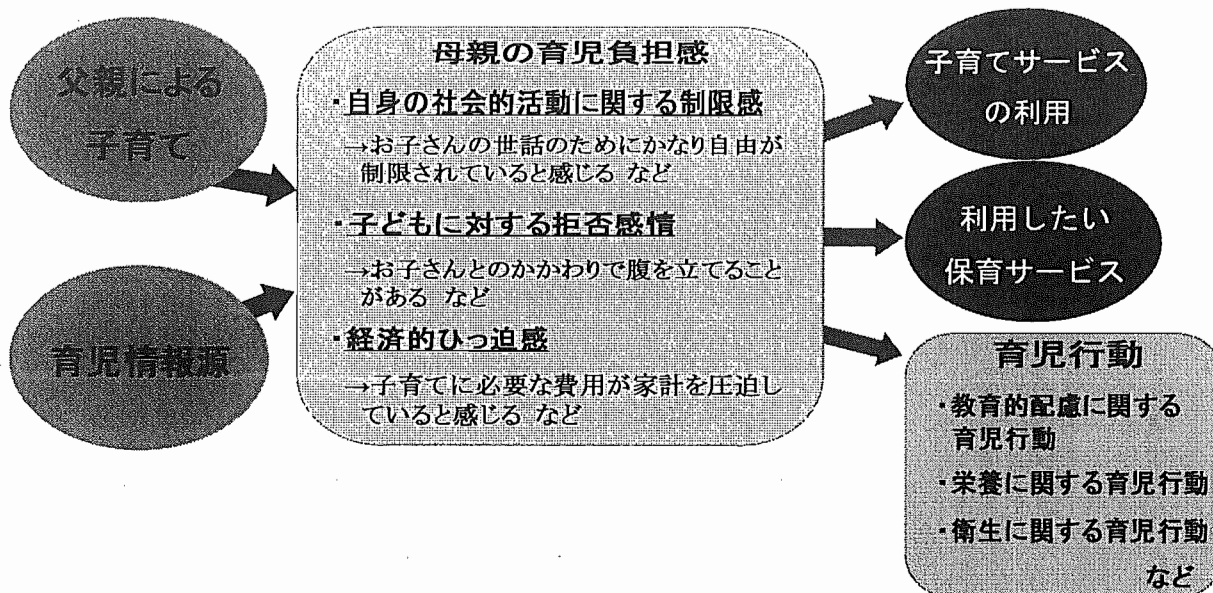 父親による
子育て
育児情報源
母親の育児負担感
・自身の社会的活動に関する制限感
→お子さんの世話のためにかなり自由が
制限されていると感じる など
・子どもに対する拒否感情
→お子さんとのかかわりで腹を立てること
がある など
・経済的ひっ迫感
→子育てに必要な費用が家計を圧迫し
ていると感じる など
子育てサービス
の利用
利用したい
保育サービス
育児行動
・教育的配慮に関する
育児行動
・栄養に関する育児行動
・衛生に関する育児行動
など